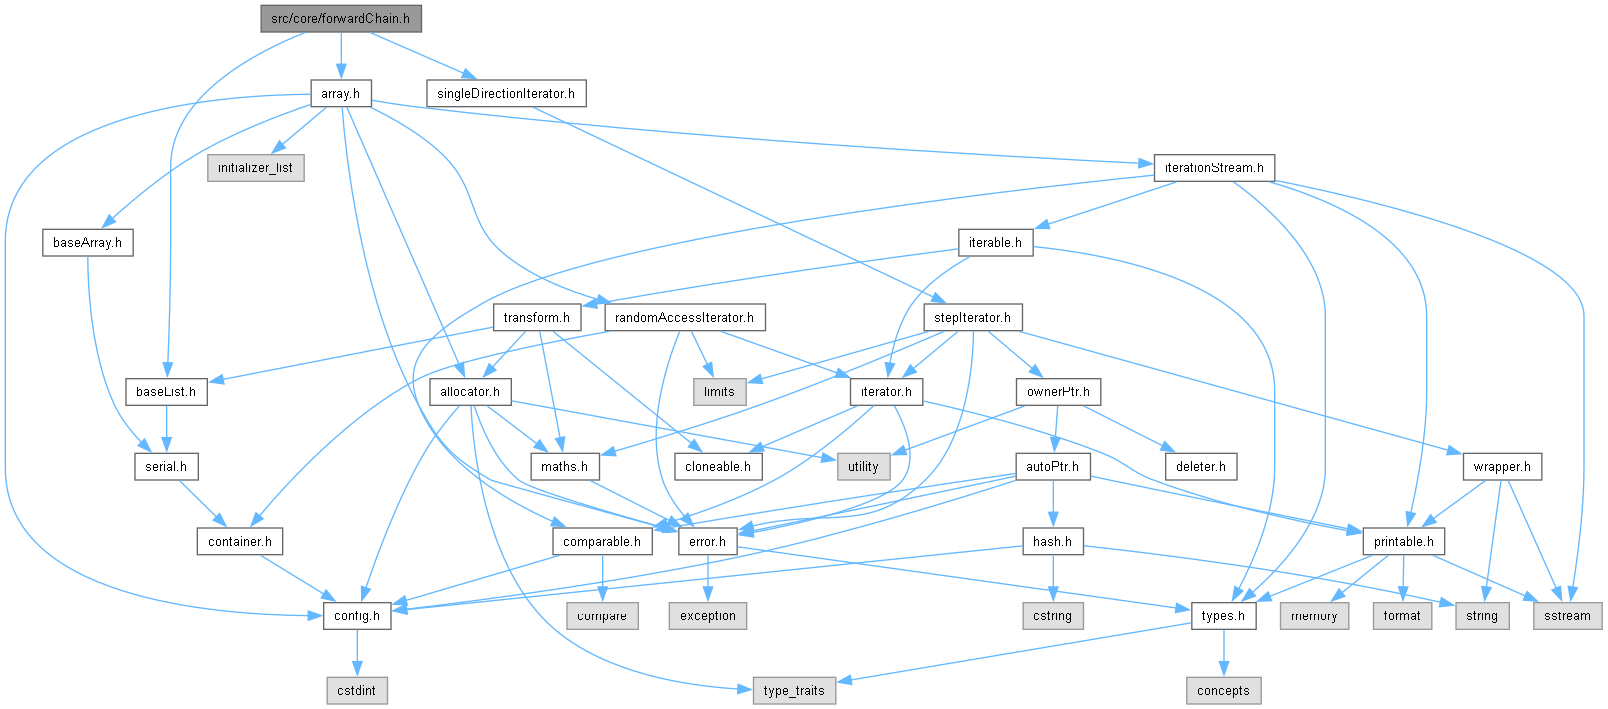 src/core/forwardChain.h
array.h
singleDirectionIterator.h
initializer_list
iterationStream.h
baseArray.h
iterable.h
transform.h
randomAccessIterator.h
stepIterator.h
baseList.h
allocator.h
limits
iterator.h
ownerPtr.h
serial.h
maths.h
cloneable.h
utility
autoPtr.h
deleter.h
wrapper.h
container.h
comparable.h
error.h
hash.h
printable.h
config.h
compare
exception
cstring
types.h
memory
format
string
sstream
cstdint
type_traits
concepts